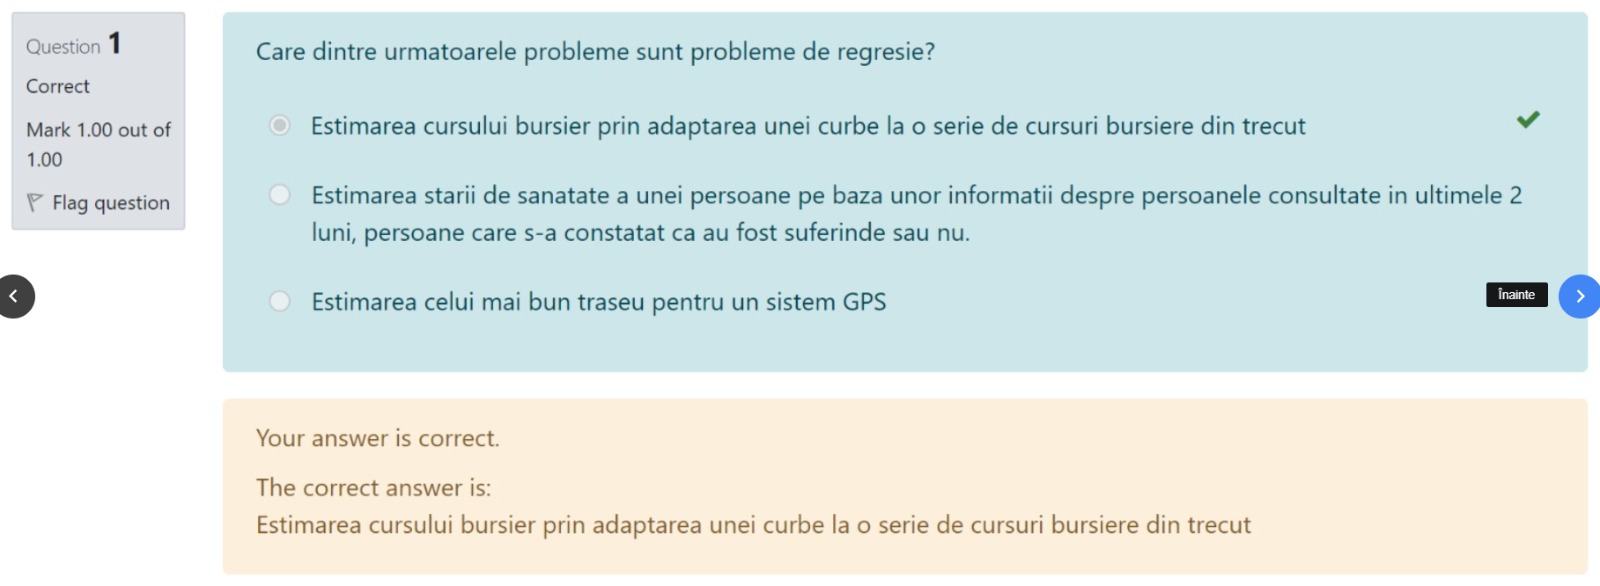 Question 1
Correct
Mark 1.00 out of
1.00
Flag question
Care dintre urmatoarele probleme sunt probleme de regresie?
Estimarea cursului bursier prin adaptarea unei curbe la o serie de cursuri bursiere din trecut
Estimarea starii de sanatate a unei persoane pe baza unor informatii despre persoanele consultate in ultimele 2
luni, persoane care s-a constatat ca au fost suferinde sau nu.
Estimarea celui mai bun traseu pentru un sistem GPS
Înainte
Your answer is correct.
The correct answer is:
Estimarea cursului bursier prin adaptarea unei curbe la o serie de cursuri bursiere din trecut